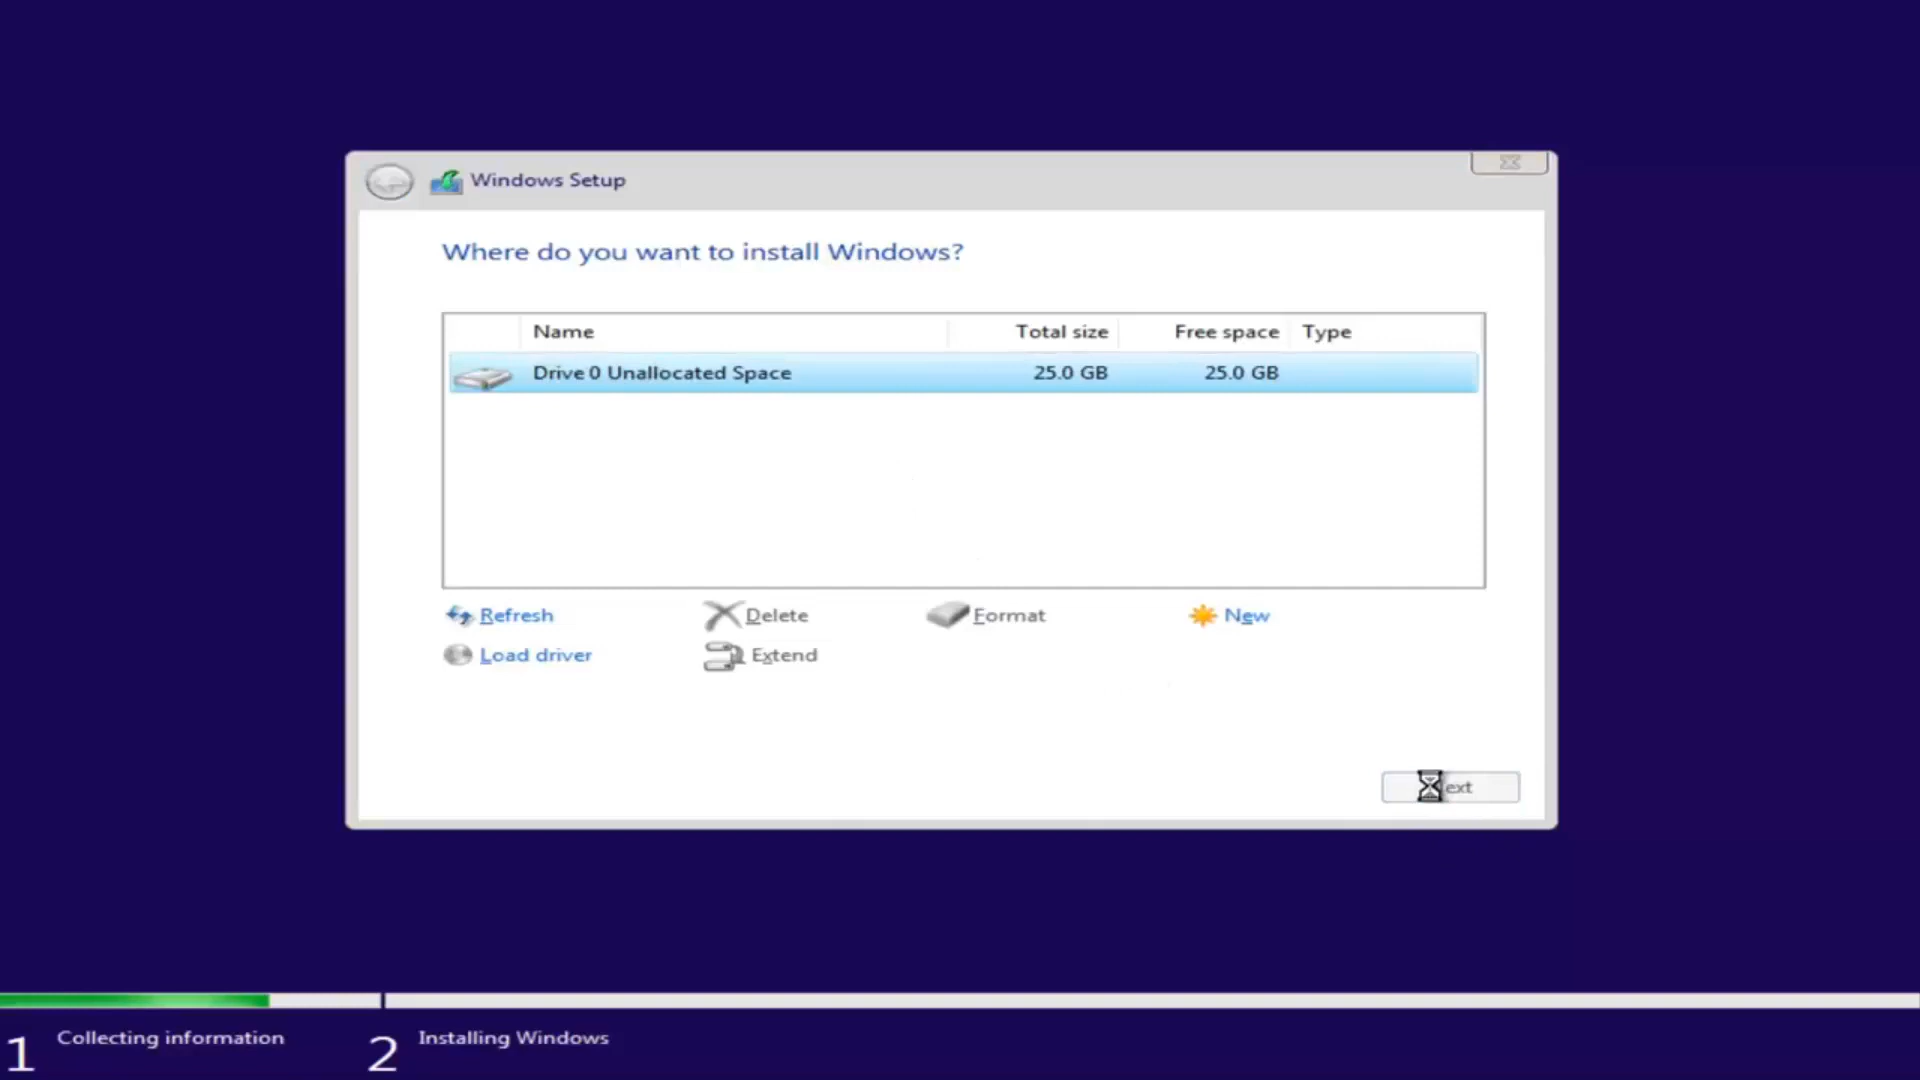 Windows Setup
Where do you want to install Windows?
Name Total size Free space Type
Drive 0 Unallocated Space 25.0 GB 25.0 GB
Refresh Delete Format New
Load driver Extend
ext
1 Collecting information 2 Installing Windows